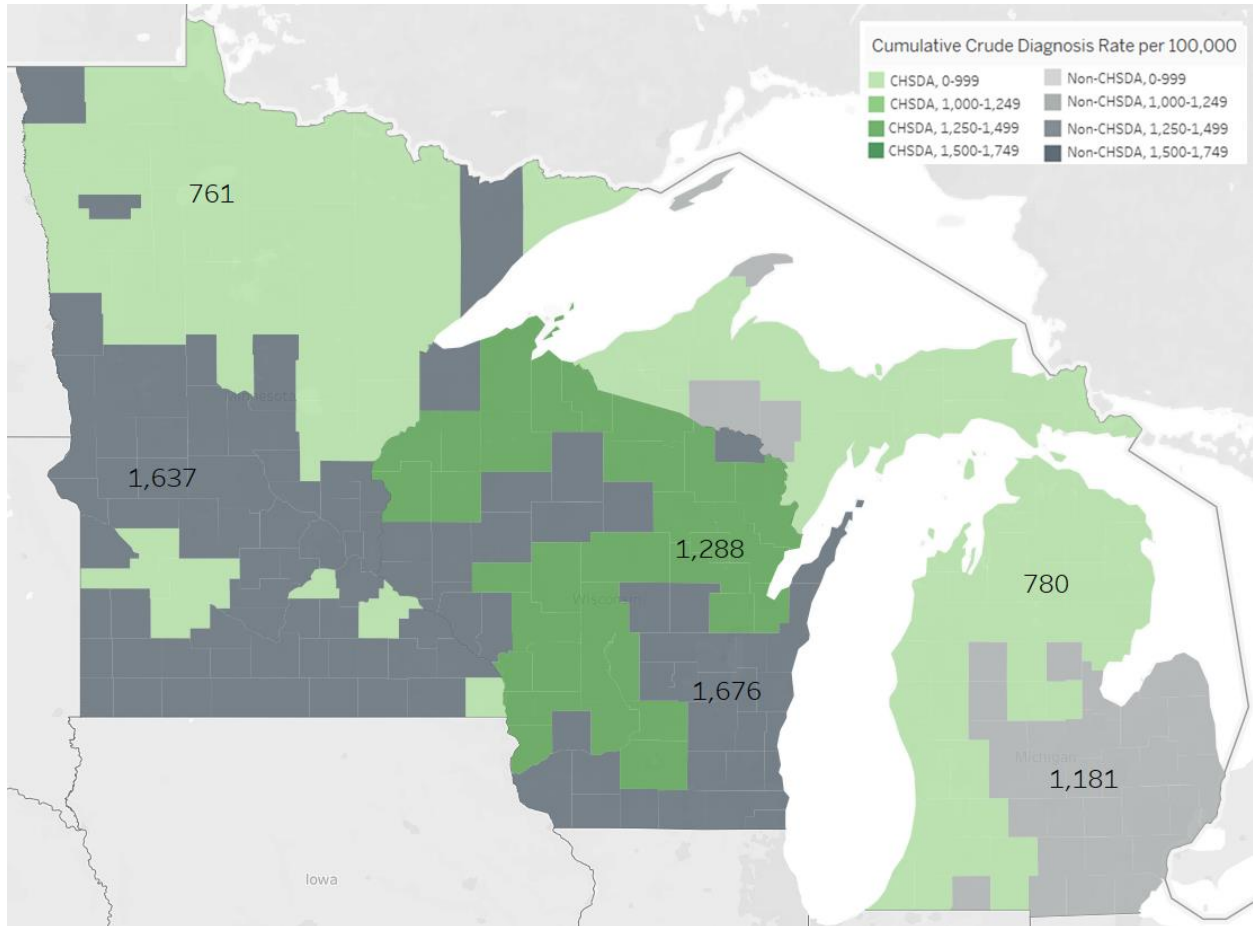 Cumulative Crude Diagnosis Rate per 100,000
CHSDA, 0-999
Non-CHSDA, 0-999
CHSDA, 1,000-1,249
Non-CHSDA, 1,000-1,249
CHSDA, 1,250-1,499
Non-CHSDA, 1,250-1,499
CHSDA, 1,500-1,749
Non-CHSDA, 1,500-1,749
761
Minnesota
1,637
1,288
Wisconsin
780
1,676
Michigan
1,181
Iowa